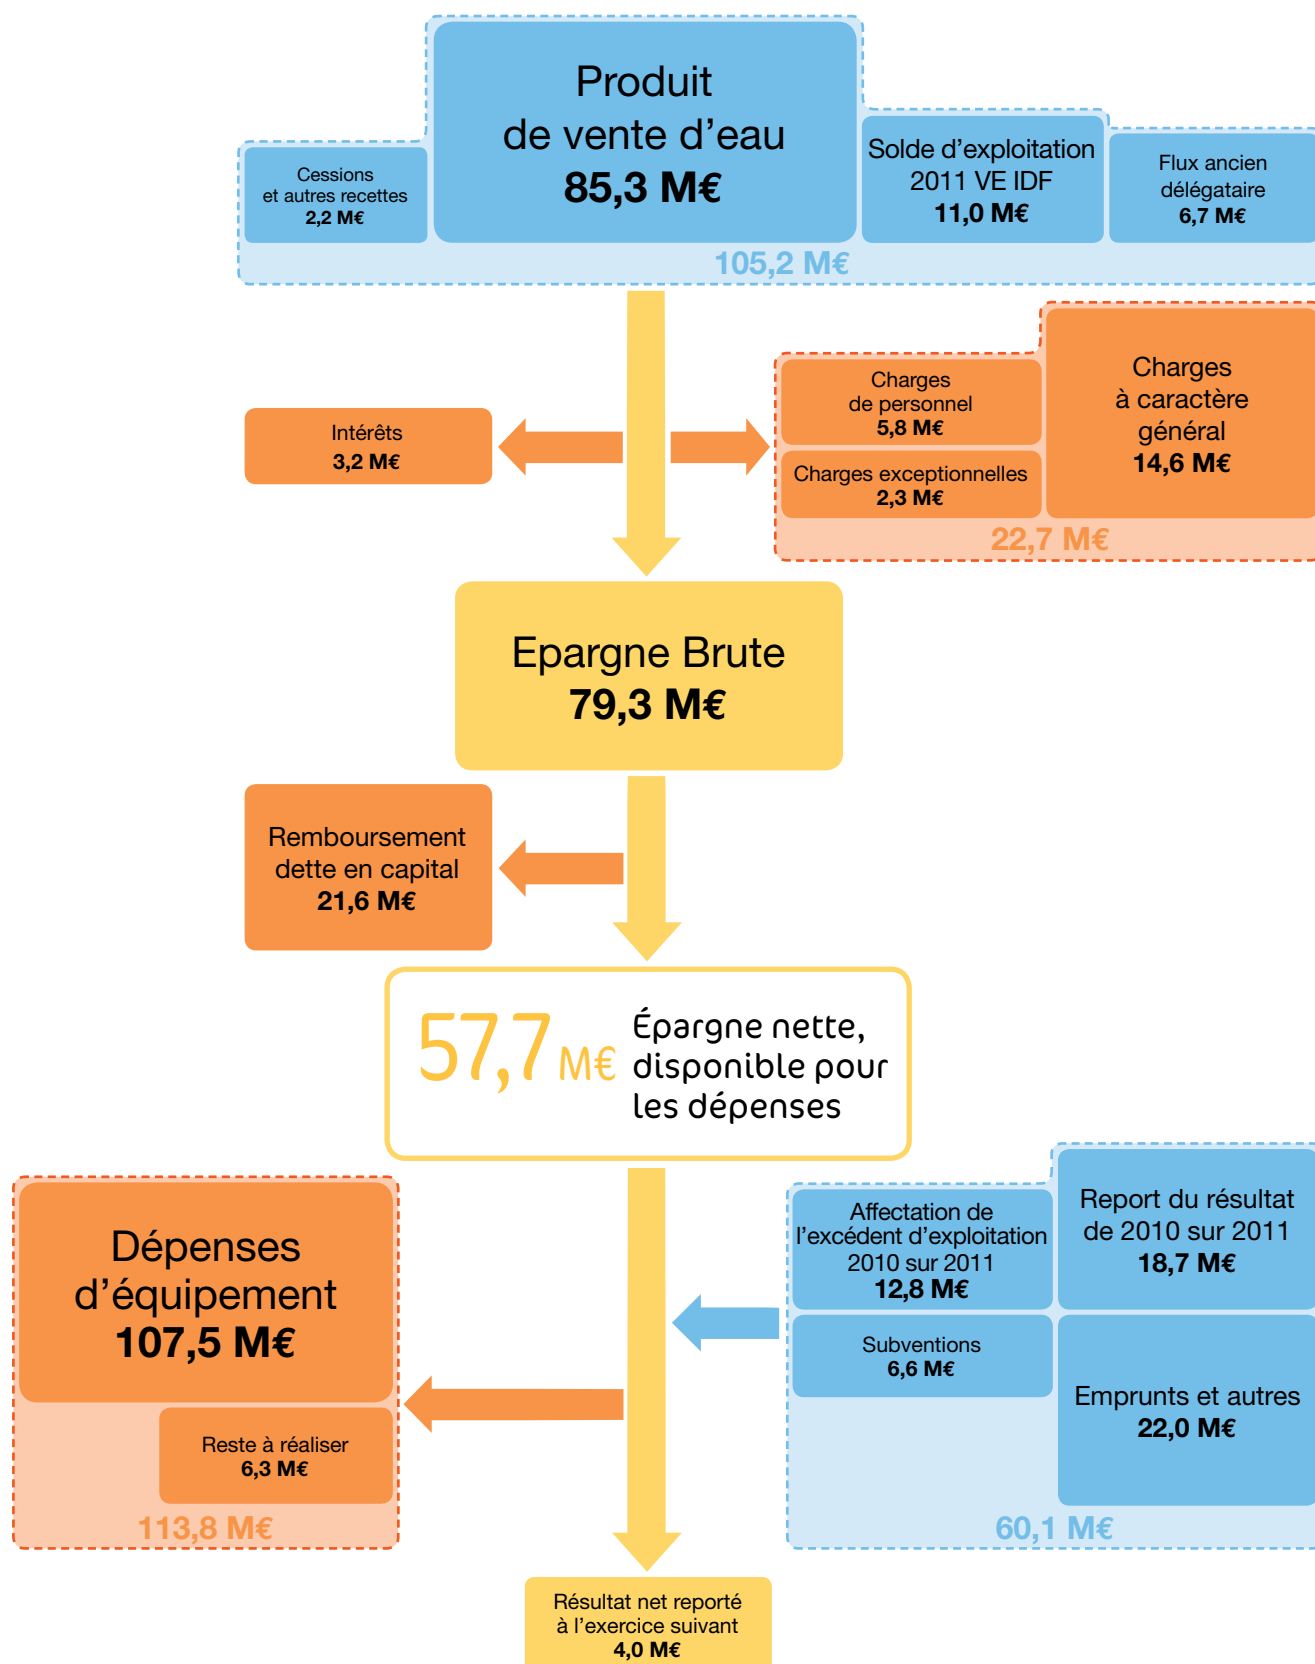 Produit
de vente d’eau
85,3 M€
Cessions
et autres recettes
2,2 M€
Solde d’exploitation
2011 VE IDF
11,0 M€
Flux ancien
délégataire
6,7 M€
105,2 M€
Intérêts
3,2 M€
Charges
de personnel
5,8 M€
Charges exceptionnelles
2,3 M€
Charges
à caractère
général
14,6 M€
22,7 M€
Epargne Brute
79,3 M€
Remboursement
dette en capital
21,6 M€
57,7 M€
Épargne nette,
disponible pour
les dépenses
Dépenses
d’équipement
107,5 M€
Reste à réaliser
6,3 M€
113,8 M€
Affectation de
l’excédent d’exploitation
2010 sur 2011
12,8 M€
Report du résultat
de 2010 sur 2011
18,7 M€
Subventions
6,6 M€
Emprunts et autres
22,0 M€
60,1 M€
Résultat net reporté
à l’exercice suivant
4,0 M€